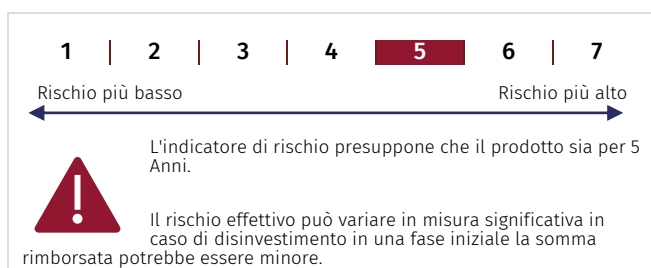 1 | 2 | 3 | 4 | 5 | 6 | 7
Rischio più basso Rischio più alto
L'indicatore di rischio presuppone che il prodotto sia per 5
Anni.
Il rischio effettivo può variare in misura significativa in
caso di disinvestimento in una fase iniziale la somma
rimborsata potrebbe essere minore.